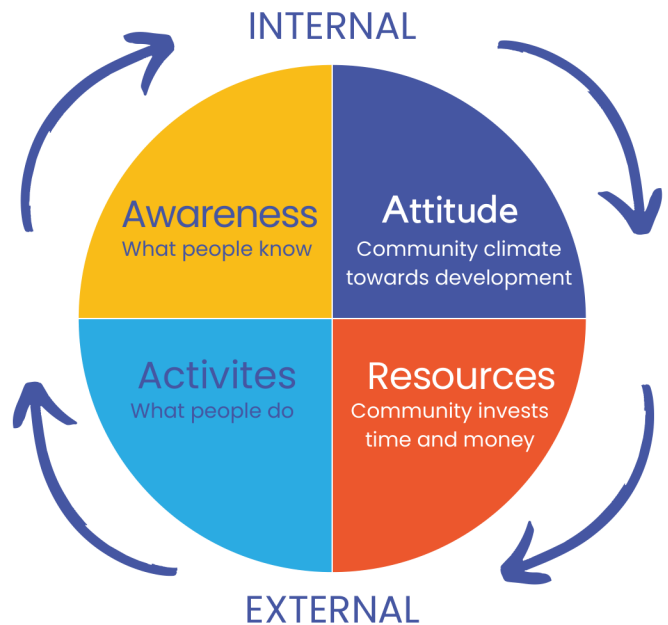 INTERNAL
Awareness
What people know
Attitude
Community climate
towards development
Activites
What people do
Resources
Community invests
time and money
EXTERNAL